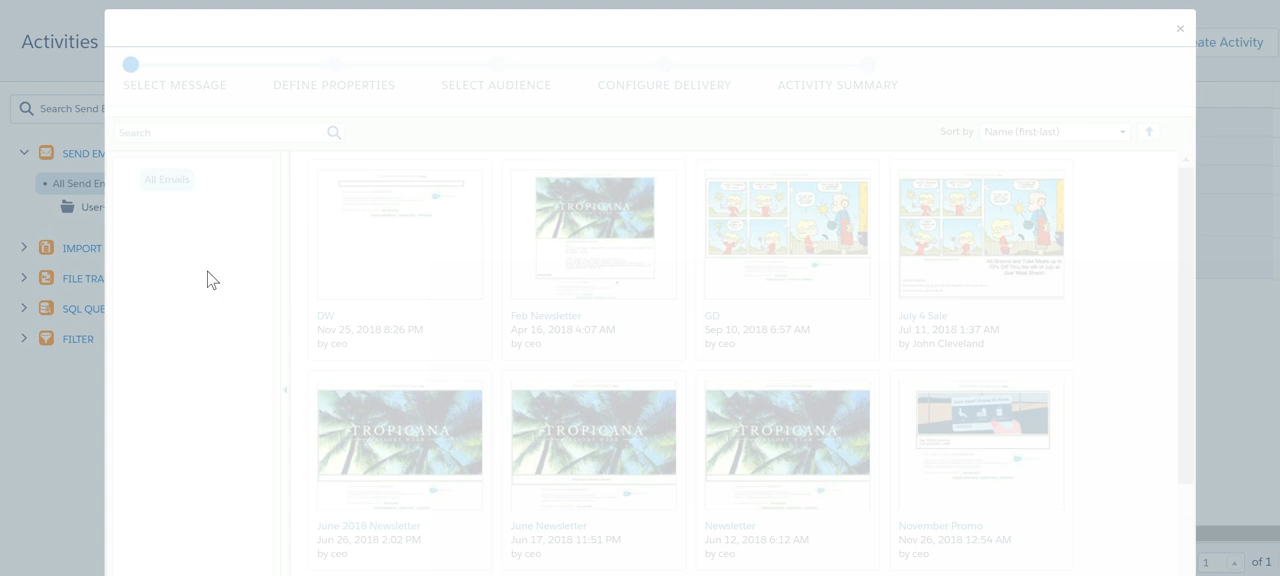 Activities
×
ate Activity
SELECT MESSAGE
DEFINE PROPERTIES
SELECT AUDIENCE
CONFIGURE DELIVERY
ACTIVITY SUMMARY
Search Send E
Search
Sort by
Name (first-last)
SEND EM
All Send En
User-
IMPORT
FILE TRA
SQL QUE
FILTER
All Emails
TROPICANA
DW
Nov 25, 2018 8:26 PM
by ceo
Feb Newsletter
Apr 16, 2018 4:07 AM
by ceo
GD
Sep 10, 2018 6:57 AM
by ceo
July 4 Sale
Jul 11, 2018 1:37 AM
by John Cleveland
TROPICANA
TROPICANA
TROPICANA
June 2018 Newsletter
Jun 26, 2018 2:02 PM
by ceo
June Newsletter
Jun 17, 2018 11:51 PM
by ceo
Newsletter
Jun 12, 2018 6:12 AM
by ceo
November Promo
Nov 26, 2018 12:54 AM
by ceo
1
of 1